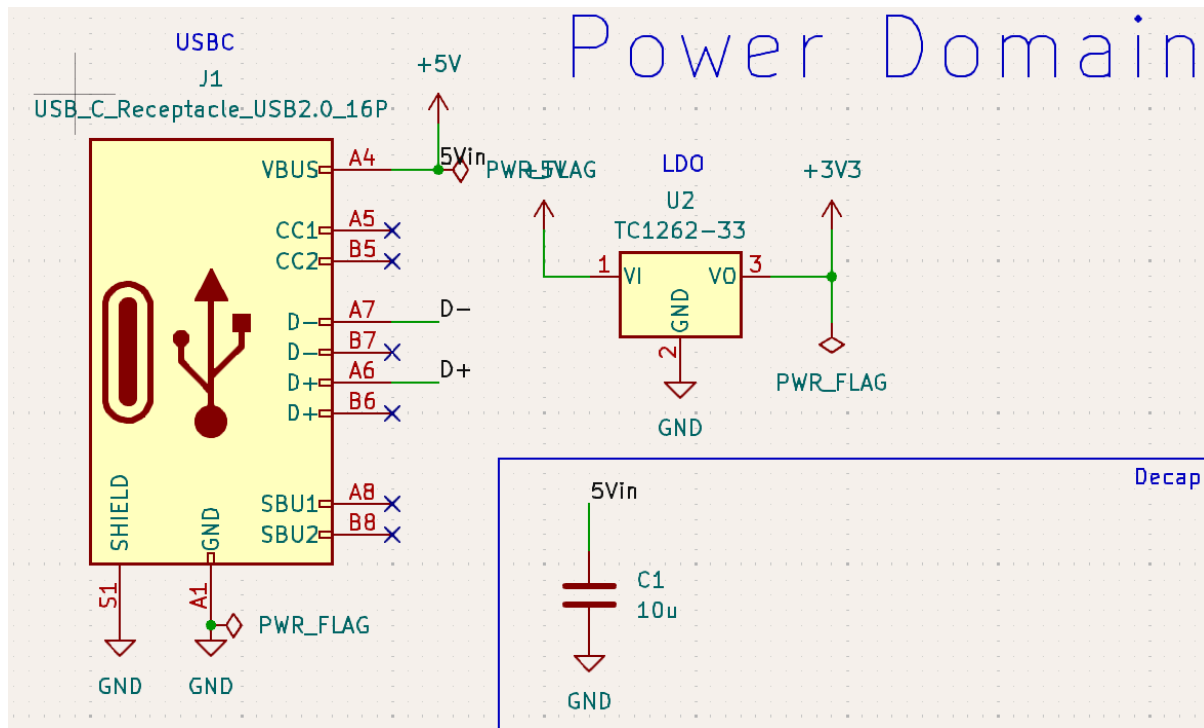 Power Domain
USBC
J1
USB_C_Receptacle_USB2.0_16P
+5V
VBUS
A4
5Vin
PWR_FLAG
+5V
LDO
U2
TC1262-33
+3V3
CC1
A5
CC2
B5
1
VI
VO
3
GND
2
GND
PWR_FLAG
D-
A7
D-
D-
B7
D+
A6
D+
D+
B6
SBU1
A8
SBU2
B8
SHIELD
GND
S1
A1
PWR_FLAG
GND
GND
Decap
5Vin
C1
10u
GND